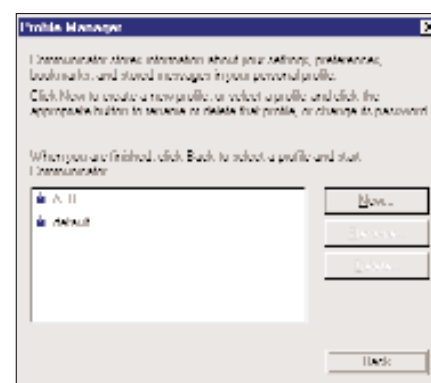 Profile Manager
Communicator stores information about your settings, preferences,
bookmarks, and stored messages in your personal profile.
Click New to create a new profile, or select a profile and click the
appropriate button to rename or delete that profile, or change its password
When you are finished, click Back to select a profile and start
Communicator
default
New...
Rename...
Delete...
Back